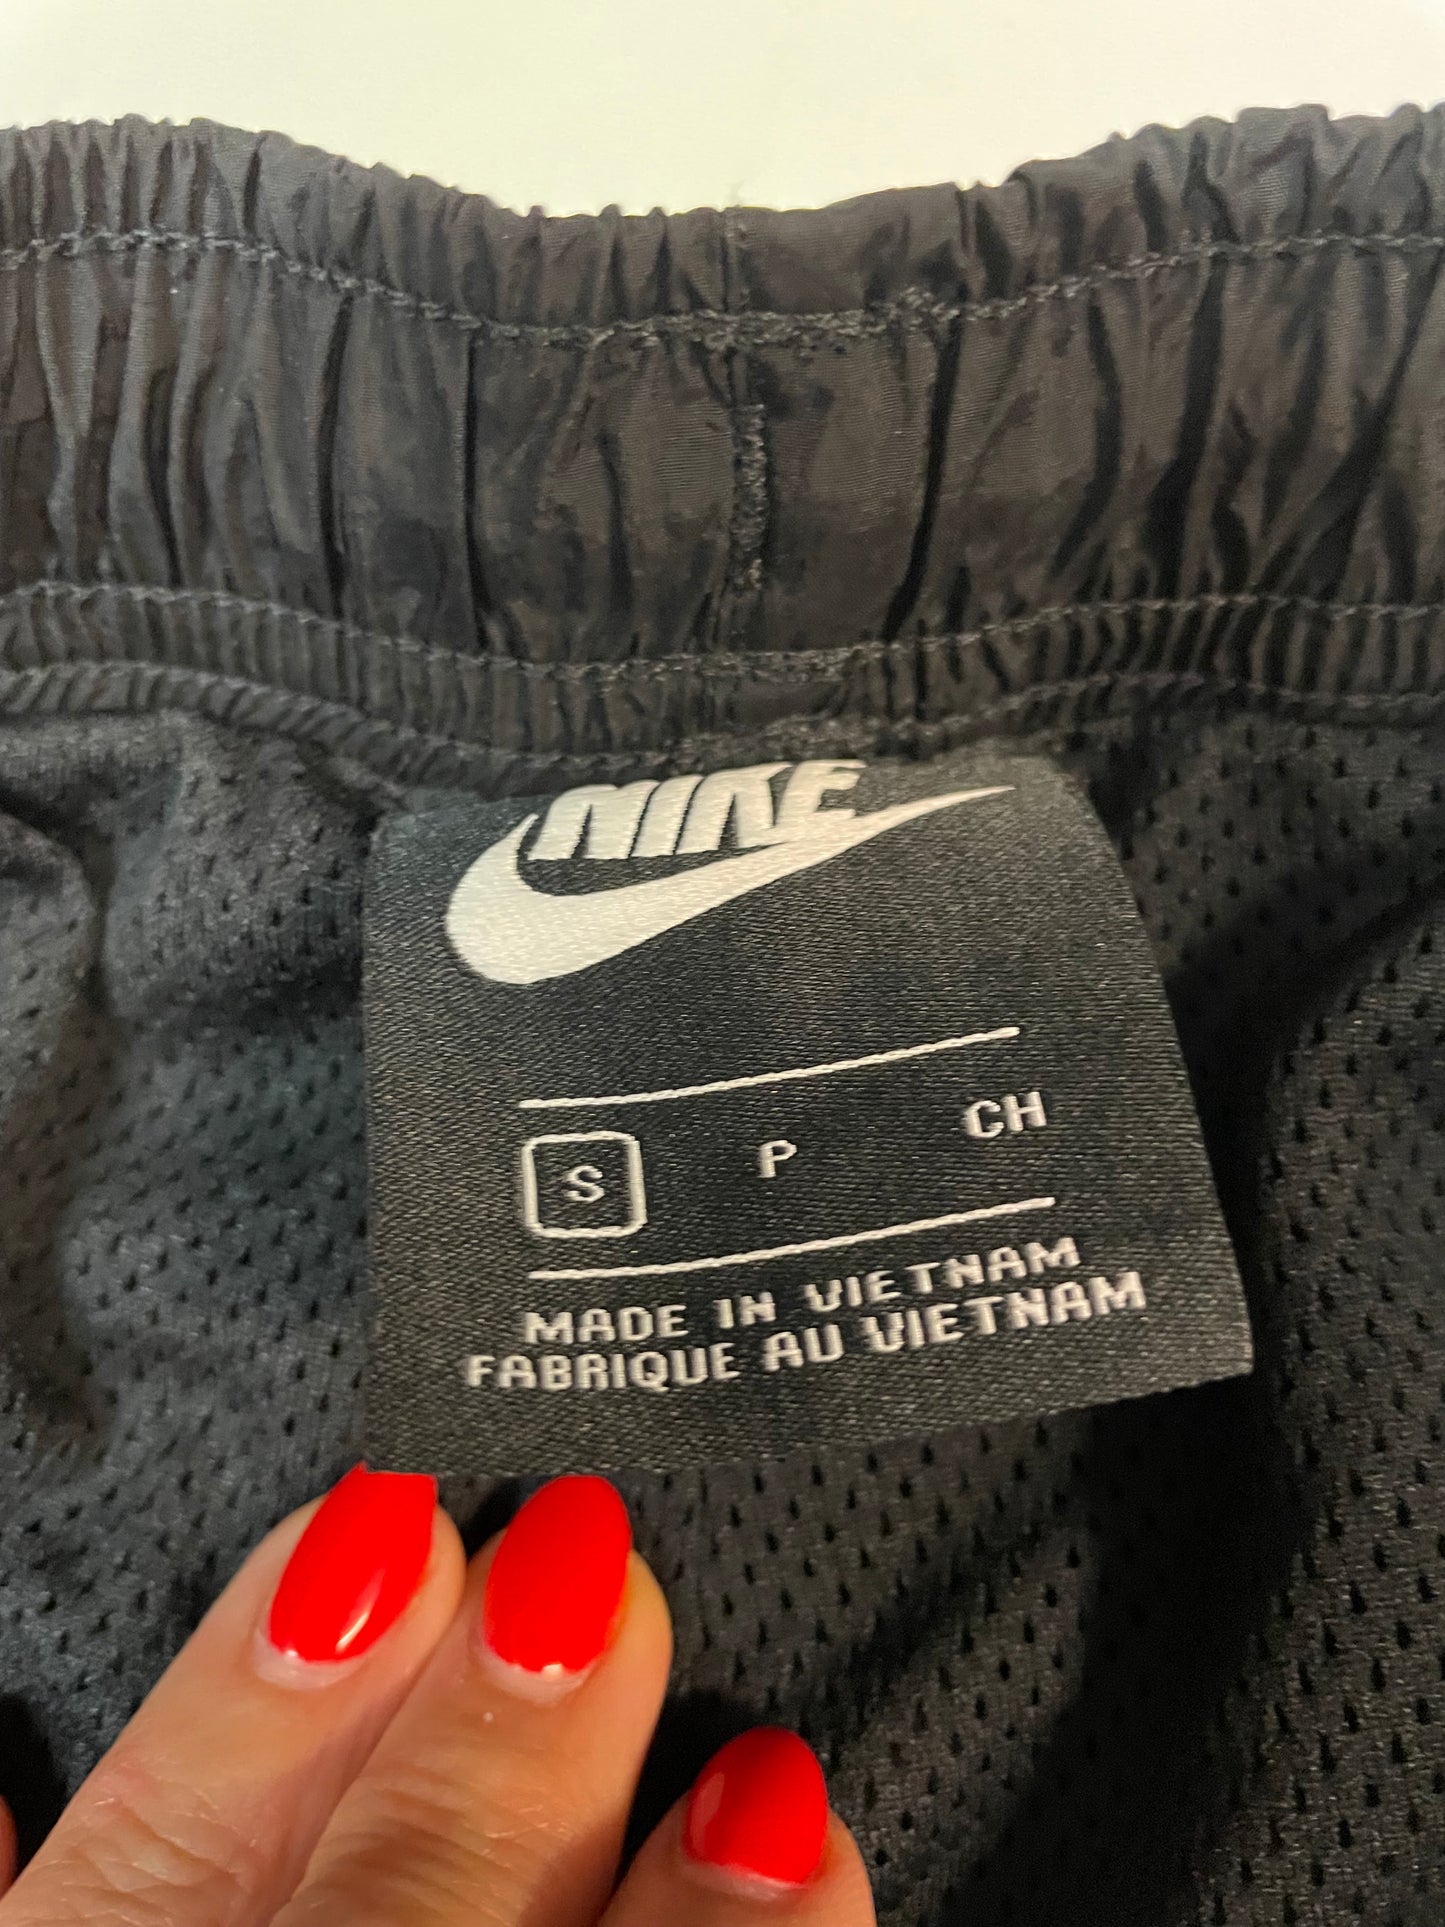 NIKE
S P CH
MADE IN VIETNAM
FABRIQUE AU VIETNAM